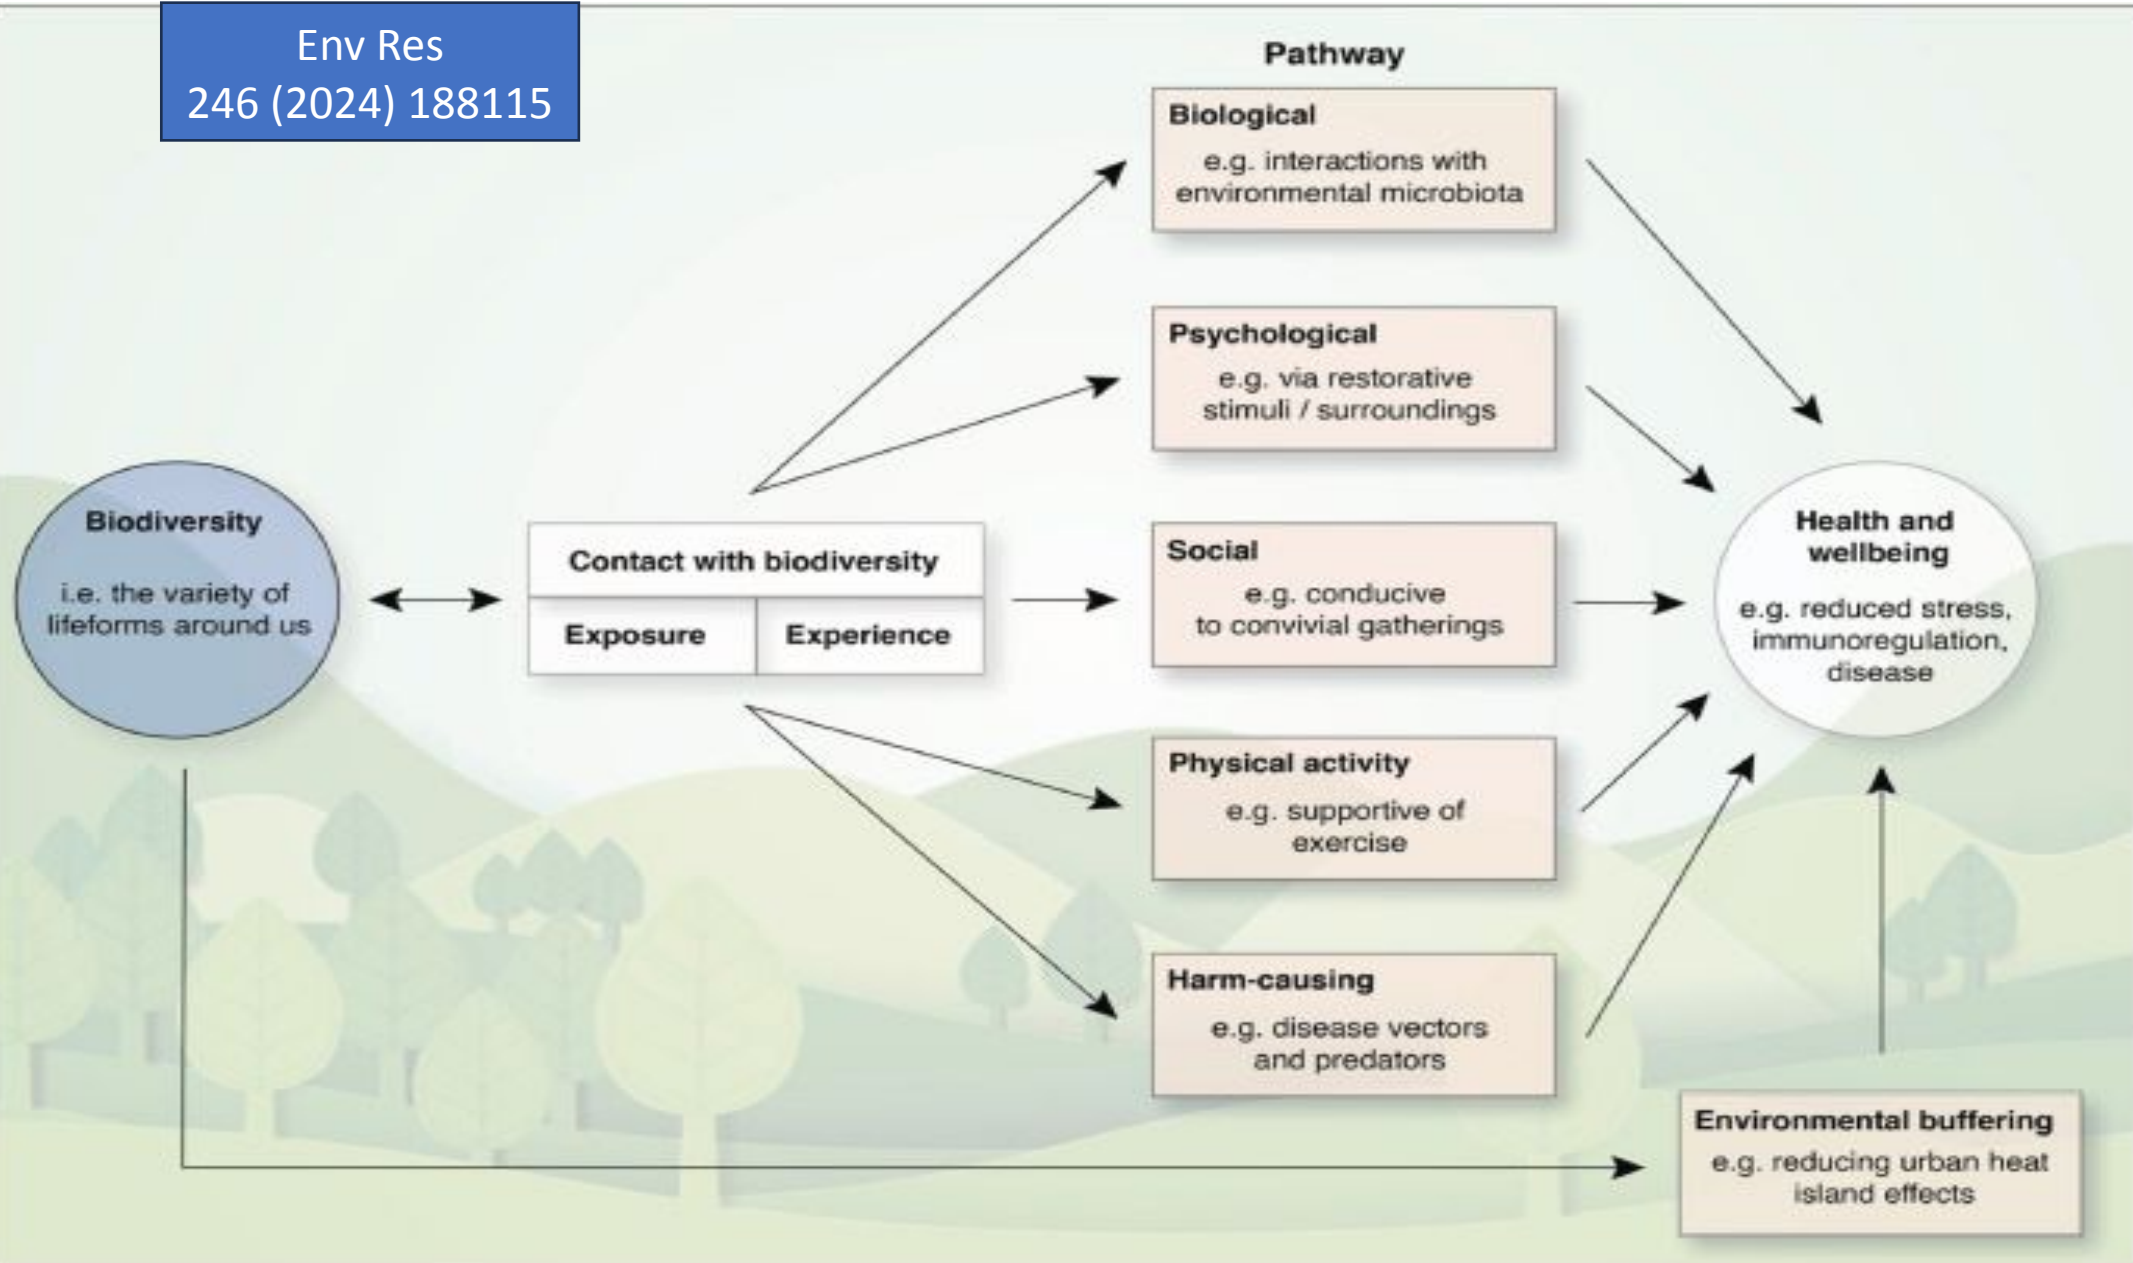 Env Res
246 (2024) 188115
Pathway
Biological
e.g. interactions with
environmental microbiota
Psychological
e.g. via restorative
stimuli / surroundings
Biodiversity
i.e. the variety of
lifeforms around us
Contact with biodiversity
Exposure
Experience
Social
e.g. conducive
to convivial gatherings
Health and
wellbeing
e.g. reduced stress,
immunoregulation,
disease
Physical activity
e.g. supportive of
exercise
Harm-causing
e.g. disease vectors
and predators
Environmental buffering
e.g. reducing urban heat
island effects